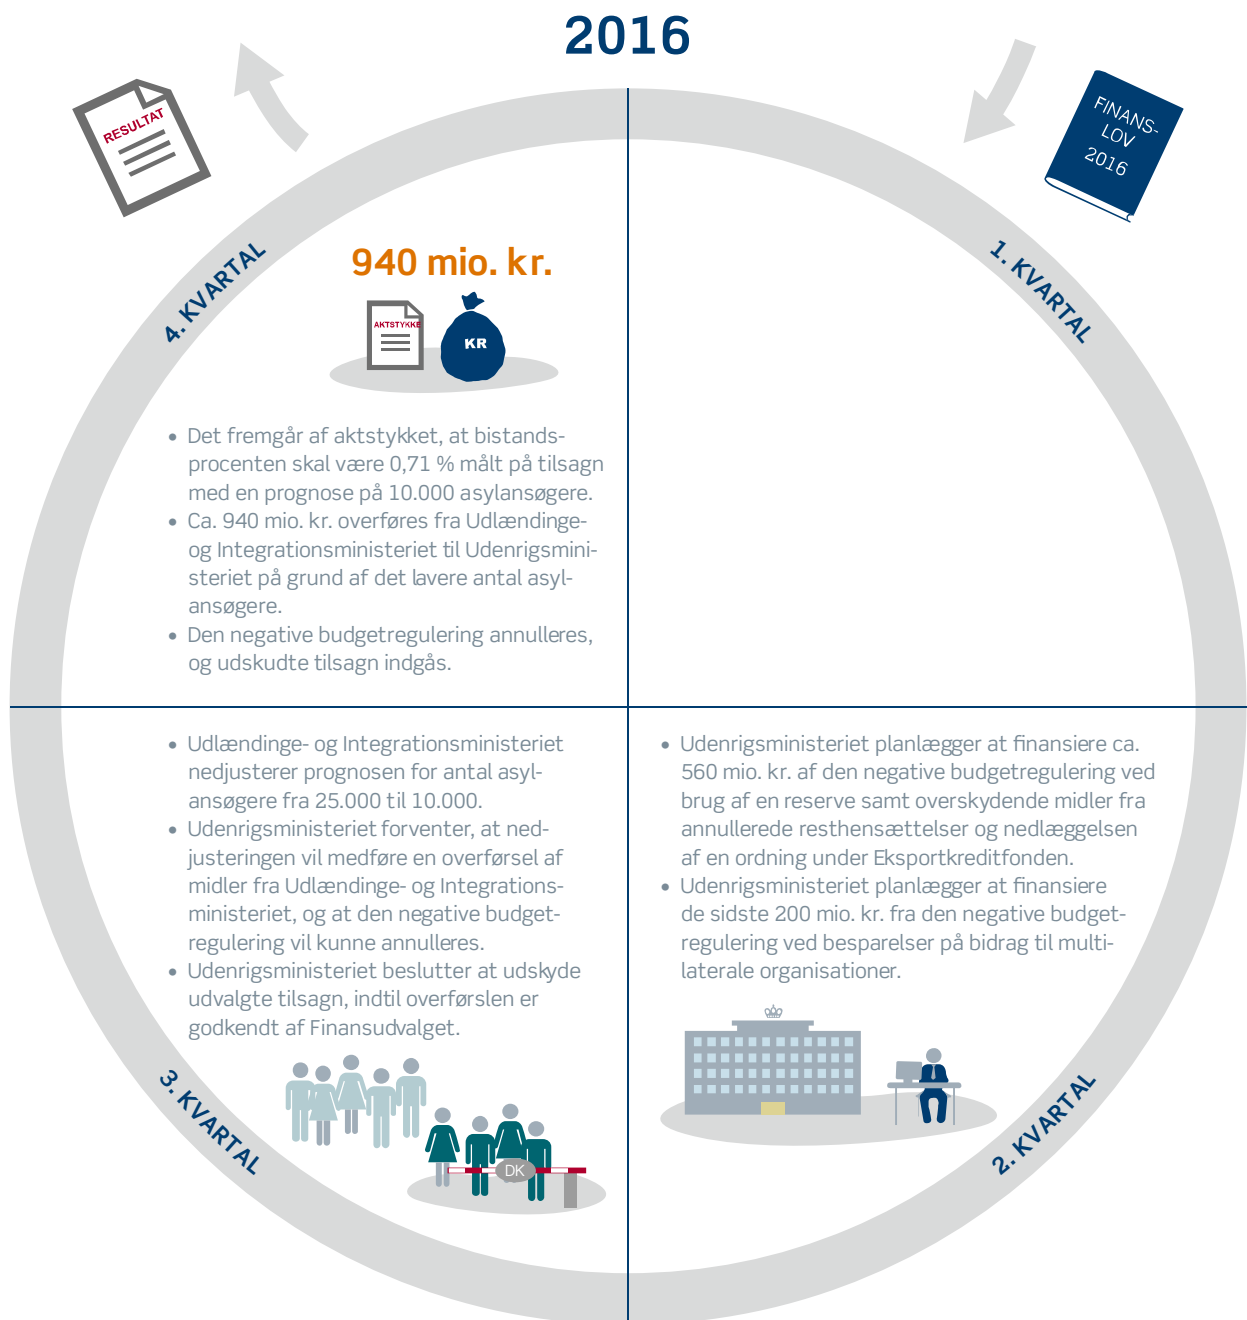 2016
RESULTAT
FINANS-
LOV
2016
1. KVARTAL
4. KVARTAL
940 mio. kr.
AKTSTYKKE
KR
• Det fremgår af aktstykket, at bistands-
procenten skal være 0,71 % målt på tilsagn
med en prognose på 10.000 asylansøgere.
• Ca. 940 mio. kr. overføres fra Udlændinge-
og Integrationsministeriet til Udenrigsmini-
steriet på grund af det lavere antal asyl-
ansøgere.
• Den negative budgetregulering annulleres,
og udskudte tilsagn indgås.
• Udlændinge- og Integrationsministeriet
nedjusterer prognosen for antal asyl-
ansøgere fra 25.000 til 10.000.
• Udenrigsministeriet forventer, at ned-
justeringen vil medføre en overførsel af
midler fra Udlændinge- og Integrations-
ministeriet, og at den negative budget-
regulering vil kunne annulleres.
• Udenrigsministeriet beslutter at udskyde
udvalgte tilsagn, indtil overførslen er
godkendt af Finansudvalget.
3. KVARTAL
DK
• Udenrigsministeriet planlægger at finansiere ca.
560 mio. kr. af den negative budgetregulering ved
brug af en reserve samt overskydende midler fra
annullerede resthensættelser og nedlæggelsen
af en ordning under Eksportkreditfonden.
• Udenrigsministeriet planlægger at finansiere
de sidste 200 mio. kr. fra den negative budget-
regulering ved besparelser på bidrag til multi-
laterale organisationer.
2. KVARTAL